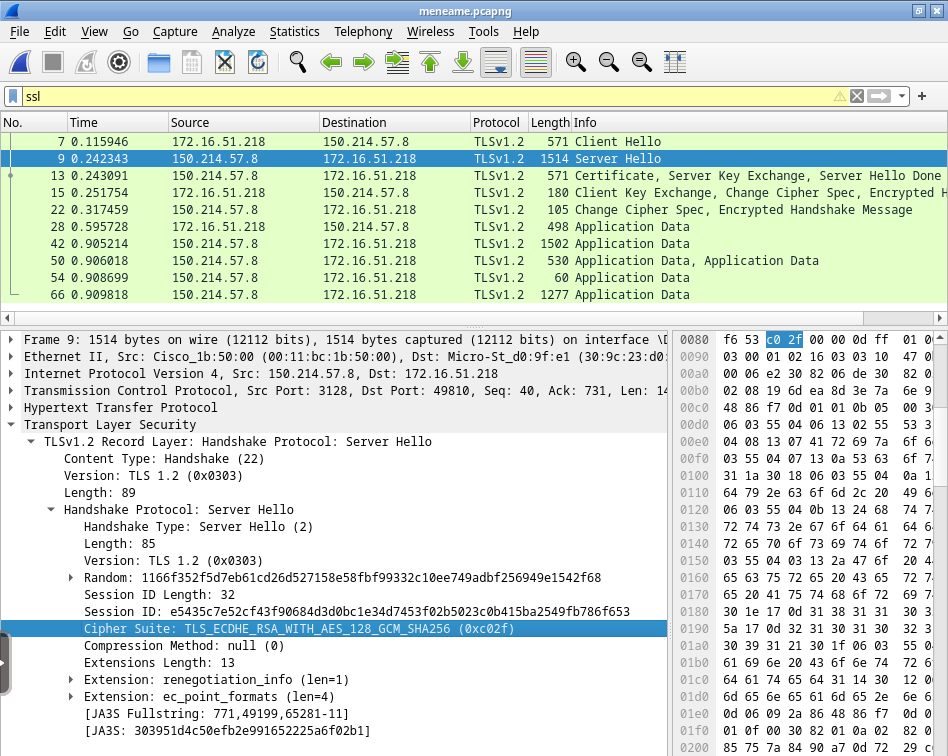 meneame.pcapng
File Edit View Go Capture Analyze Statistics Telephony Wireless Tools Help
ssl
No. Time Source Destination Protocol Length Info
7 0.115946 172.16.51.218 150.214.57.8 TLSv1.2 571 Client Hello
9 0.242343 150.214.57.8 172.16.51.218 TLSv1.2 1514 Server Hello
13 0.243091 150.214.57.8 172.16.51.218 TLSv1.2 571 Certificate, Server Key Exchange, Server Hello Done
15 0.251754 172.16.51.218 150.214.57.8 TLSv1.2 180 Client Key Exchange, Change Cipher Spec, Encrypted H
22 0.317459 150.214.57.8 172.16.51.218 TLSv1.2 105 Change Cipher Spec, Encrypted Handshake Message
28 0.595728 172.16.51.218 150.214.57.8 TLSv1.2 498 Application Data
42 0.905214 150.214.57.8 172.16.51.218 TLSv1.2 1502 Application Data
50 0.906018 150.214.57.8 172.16.51.218 TLSv1.2 530 Application Data, Application Data
54 0.908699 150.214.57.8 172.16.51.218 TLSv1.2 60 Application Data
66 0.909818 150.214.57.8 172.16.51.218 TLSv1.2 1277 Application Data
Frame 9: 1514 bytes on wire (12112 bits), 1514 bytes captured (12112 bits) on interface \D
Ethernet II, Src: Cisco_1b:50:00 (00:11:bc:1b:50:00), Dst: Micro-St_d0:9f:e1 (30:9c:23:d0:
Internet Protocol Version 4, Src: 150.214.57.8, Dst: 172.16.51.218
Transmission Control Protocol, Src Port: 3128, Dst Port: 49810, Seq: 40, Ack: 731, Len: 14
Hypertext Transfer Protocol
Transport Layer Security
TLSv1.2 Record Layer: Handshake Protocol: Server Hello
Content Type: Handshake (22)
Version: TLS 1.2 (0x0303)
Length: 89
Handshake Protocol: Server Hello
Handshake Type: Server Hello (2)
Length: 85
Version: TLS 1.2 (0x0303)
Random: 1166f352f5d7eb61cd26d527158e58fbf99332c10ee749adbf256949e1542f68
Session ID Length: 32
Session ID: e5435c7e52cf43f90684d3d0bc1e34d7453f02b5023c0b415ba2549fb786f653
Cipher Suite: TLS_ECDHE_RSA_WITH_AES_128_GCM_SHA256 (0xc02f)
Compression Method: null (0)
Extensions Length: 13
Extension: renegotiation_info (len=1)
Extension: ec_point_formats (len=4)
[JA3S Fullstring: 771,49199,65281-11]
[JA3S: 303951d4c50efb2e991652225a6f02b1]
0080 f6 53 c0 2f 00 00 0d ff 01 00
0090 03 00 01 02 16 03 03 10 47 0
00a0 00 06 e2 30 82 06 de 30 82 0
00b0 02 08 19 6d ea 8d 3e 7a 6e 9
00c0 48 86 f7 0d 01 01 0b 05 00 3
00d0 06 03 55 04 06 13 02 55 53 3
00e0 04 08 13 07 41 72 69 7a 6f 6
00f0 03 55 04 07 13 0a 53 63 6f 7
0100 31 1a 30 18 06 03 55 04 0a 1
0110 64 79 2e 63 6f 6d 2c 20 49 6
0120 06 03 55 04 0b 13 24 68 74 7
0130 72 74 73 2e 67 6f 64 61 64 6
0140 72 65 70 6f 73 69 74 6f 72 7
0150 03 55 04 03 13 2a 47 6f 20 4
0160 65 63 75 72 65 20 43 65 72 7
0170 65 20 41 75 74 68 6f 72 69 7
0180 30 1e 17 0d 31 38 31 31 30 3
0190 5a 17 0d 32 31 30 31 30 32 3
01a0 30 39 31 21 30 1f 06 03 55 0
01b0 61 69 6e 20 43 6f 6e 74 72 6
01c0 64 61 74 65 64 31 14 30 12 0
01d0 6d 65 6e 65 61 6d 65 2e 6e 6
01e0 0d 06 09 2a 86 48 86 f7 0d 0
01f0 01 0f 00 30 82 01 0a 02 82 0
0200 85 75 7a 84 90 a7 0d 72 29 c